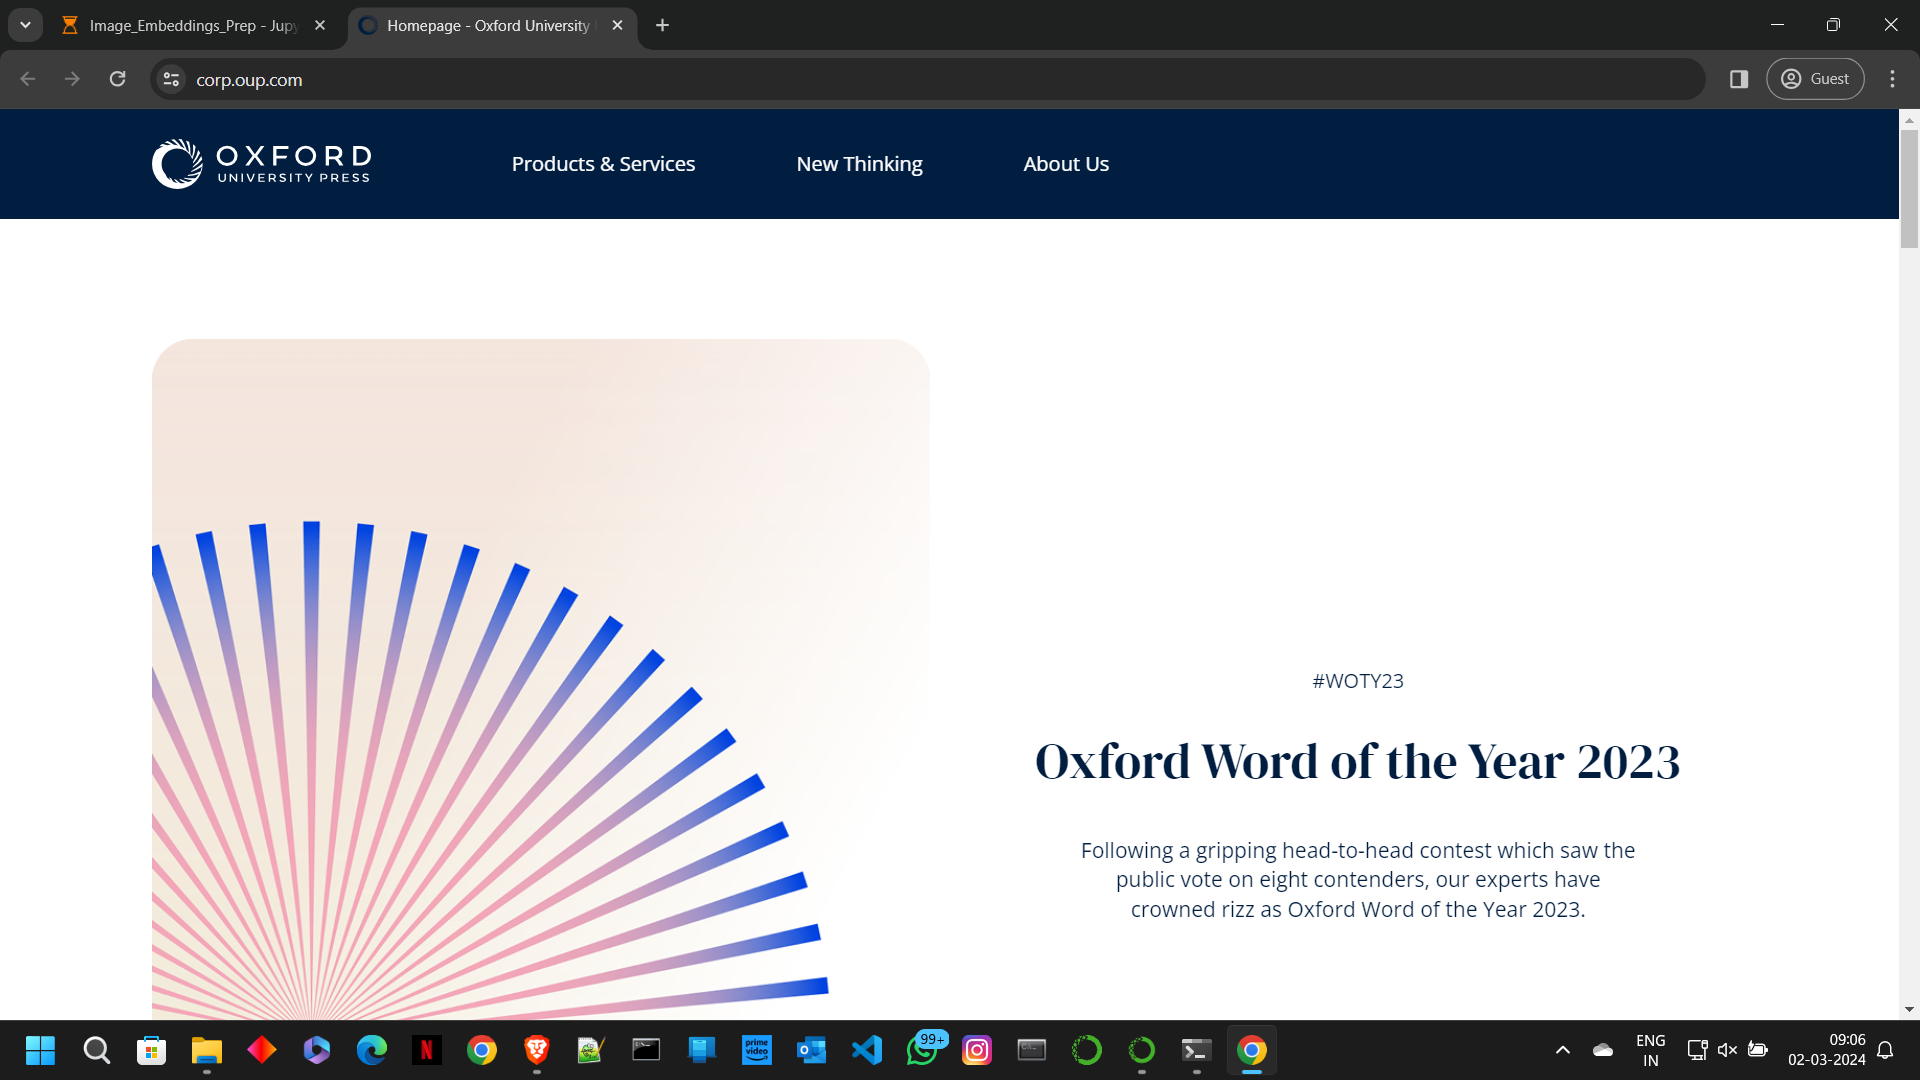 Image_Embeddings_Prep - Jup
Homepage - Oxford University
corp.oup.com
Guest
OXFORD
UNIVERSITY PRESS
Products & Services
New Thinking
About Us
#WOTY23
Oxford Word of the Year 2023
Following a gripping head-to-head contest which saw the
public vote on eight contenders, our experts have
crowned rizz as Oxford Word of the Year 2023.
N
prime
video
99+
ENG
IN
09:06
02-03-2024